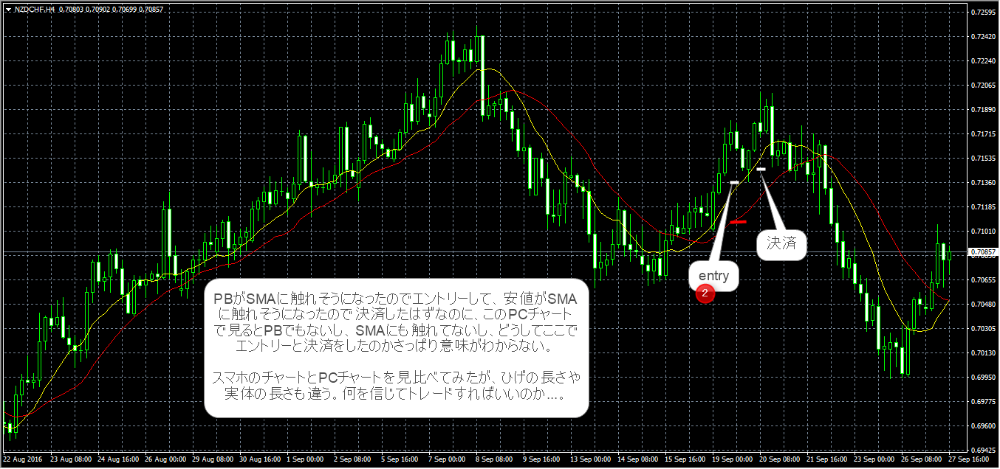 NZDCHF,H4 0.70803 0.70902 0.70699 0.70857
0.72595
0.72420
0.72240
0.72065
0.71890
0.71715
0.71535
0.71360
0.71185
0.71010
0.70857
0.70655
0.70480
0.70305
0.70130
0.69950
0.69775
0.69600
0.69425
決済
entry
2
PBがSMAに触れそうになったのでエントリーして、安値がSMA
に触れそうになったので決済したはずなのに、このPCチャート
で見るとPBでもないし、SMAにも触れてないし、どうしてここで
エントリーと決済をしたのかさっぱり意味がわからない。
スマホのチャートとPCチャートを見比べてみたが、ひげの長さや
実体の長さも違う。何を信じてトレードすればいいのか…。
22 Aug 2016 23 Aug 08:00 24 Aug 16:00 26 Aug 00:00 29 Aug 08:00 30 Aug 16:00 1 Sep 00:00 2 Sep 08:00 5 Sep 16:00 7 Sep 00:00 8 Sep 08:00 9 Sep 16:00 13 Sep 00:00 14 Sep 08:00 15 Sep 16:00 19 Sep 00:00 20 Sep 08:00 21 Sep 16:00 23 Sep 00:00 26 Sep 08:00 27 Sep 16:00